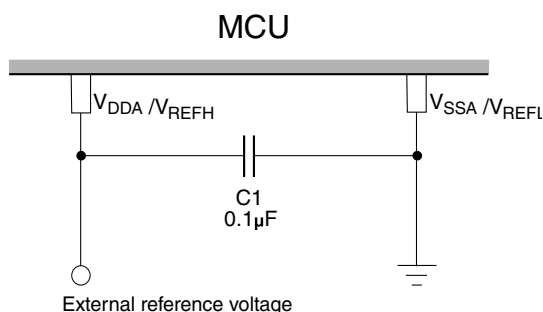 MCU
VDDA /VREFH
VSSA/VREFL
C1
0.1µF
External reference voltage